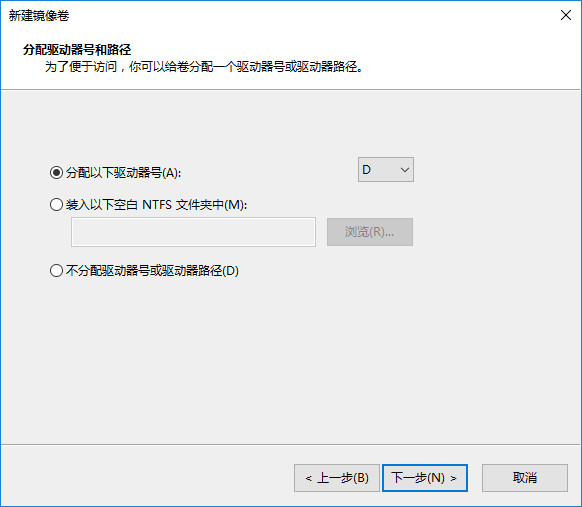 新建镜像卷
分配驱动器号和路径
为了便于访问，你可以给卷分配一个驱动器号或驱动器路径。
分配以下驱动器号(A): D
装入以下空白 NTFS 文件夹中(M):
浏览(R)...
不分配驱动器号或驱动器路径(D)
< 上一步(B) 下一步(N) > 取消